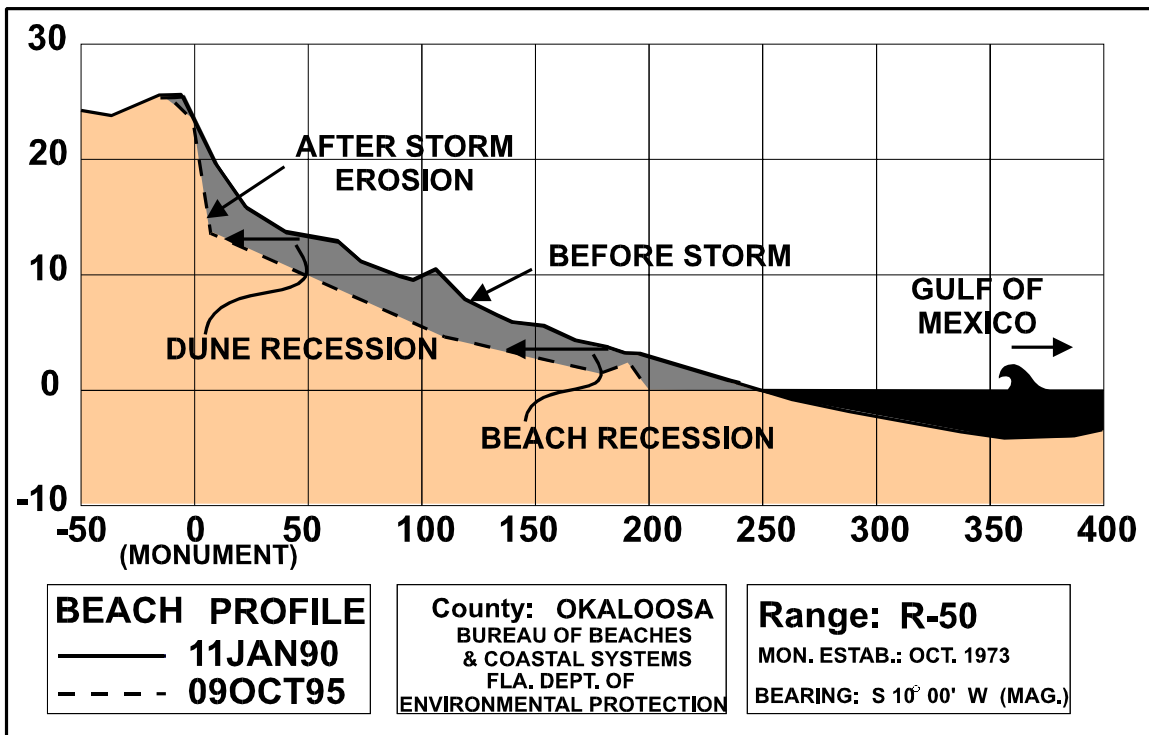 30
20
10
0
-10
AFTER STORM
EROSION
BEFORE STORM
GULF OF
MEXICO
DUNE RECESSION
BEACH RECESSION
-50 0 50 100 150 200 250 300 350 400
(MONUMENT)
BEACH PROFILE
11JAN90
09OCT95
County: OKALOOSA
BUREAU OF BEACHES
& COASTAL SYSTEMS
FLA. DEPT. OF
ENVIRONMENTAL PROTECTION
Range: R-50
MON. ESTAB.: OCT. 1973
BEARING: S 10° 00' W (MAG.)